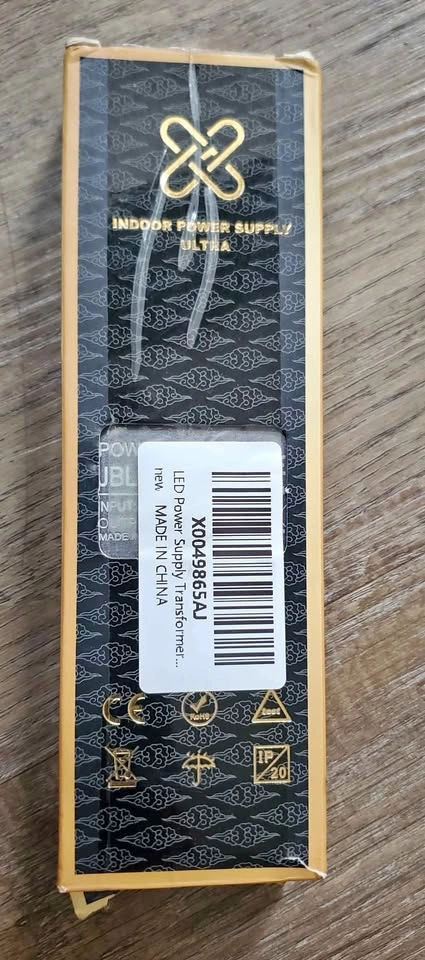 INDOOR POWER SUPPLY
ULTRA
POW
JBL
INPUT
MADE
X0049865AJ
LED Power Supply Transformer...
new MADE IN CHINA
CE
RoHS
IP
20